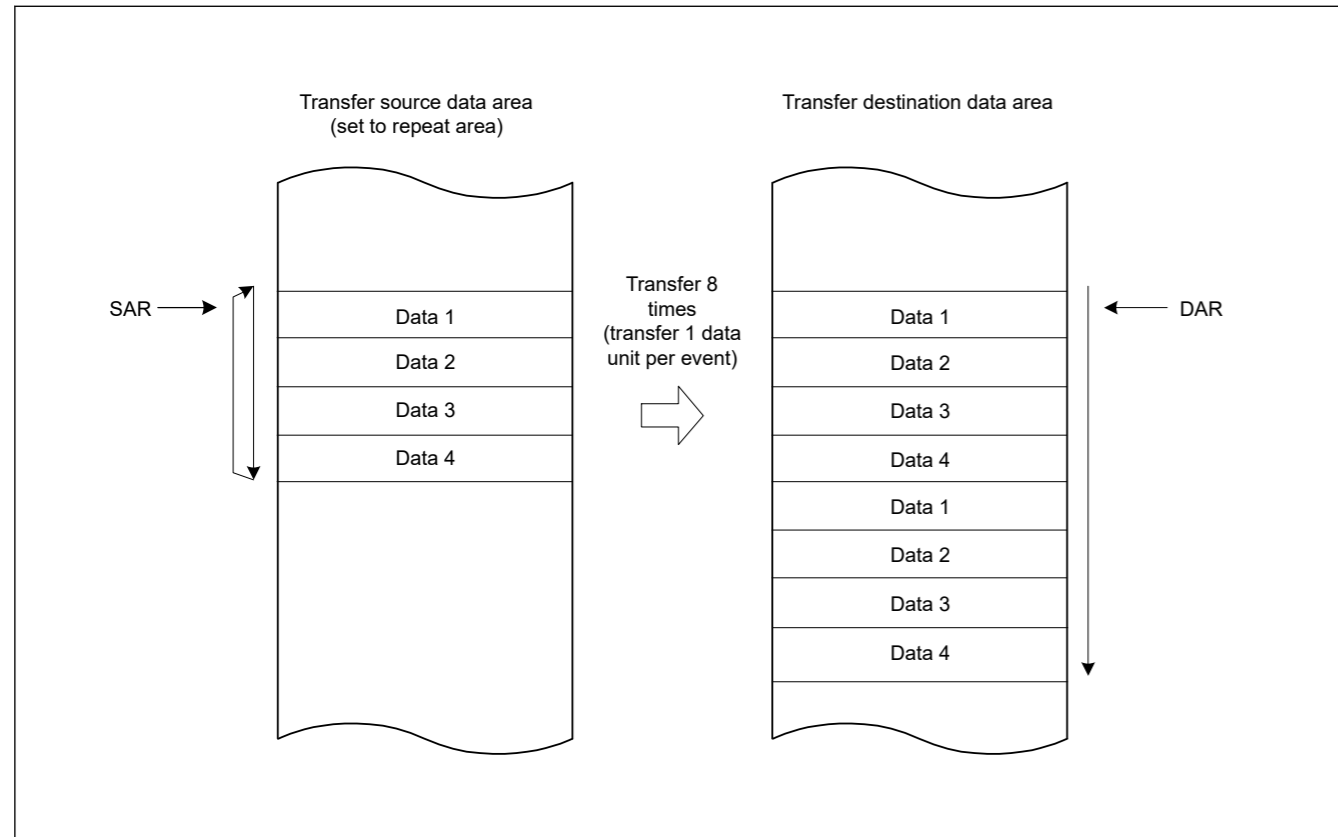 Transfer source data area
(set to repeat area)
Transfer destination data area
SAR
Data 1
Data 2
Data 3
Data 4
Transfer 8
times
(transfer 1 data
unit per event)
Data 1
Data 2
Data 3
Data 4
Data 1
Data 2
Data 3
Data 4
DAR